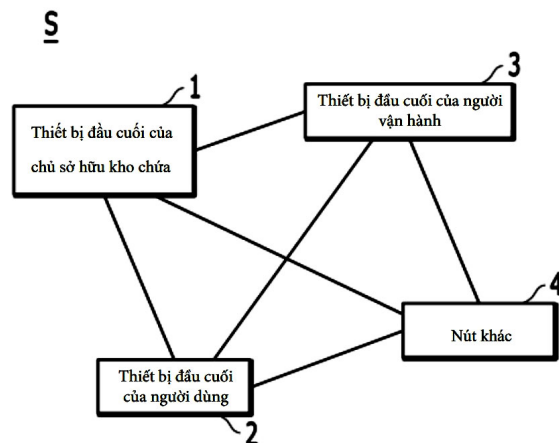 S
1
Thiết bị đầu cuối của
chủ sở hữu kho chứa
3
Thiết bị đầu cuối của người
vận hành
4
Nút khác
Thiết bị đầu cuối
của người dùng
2